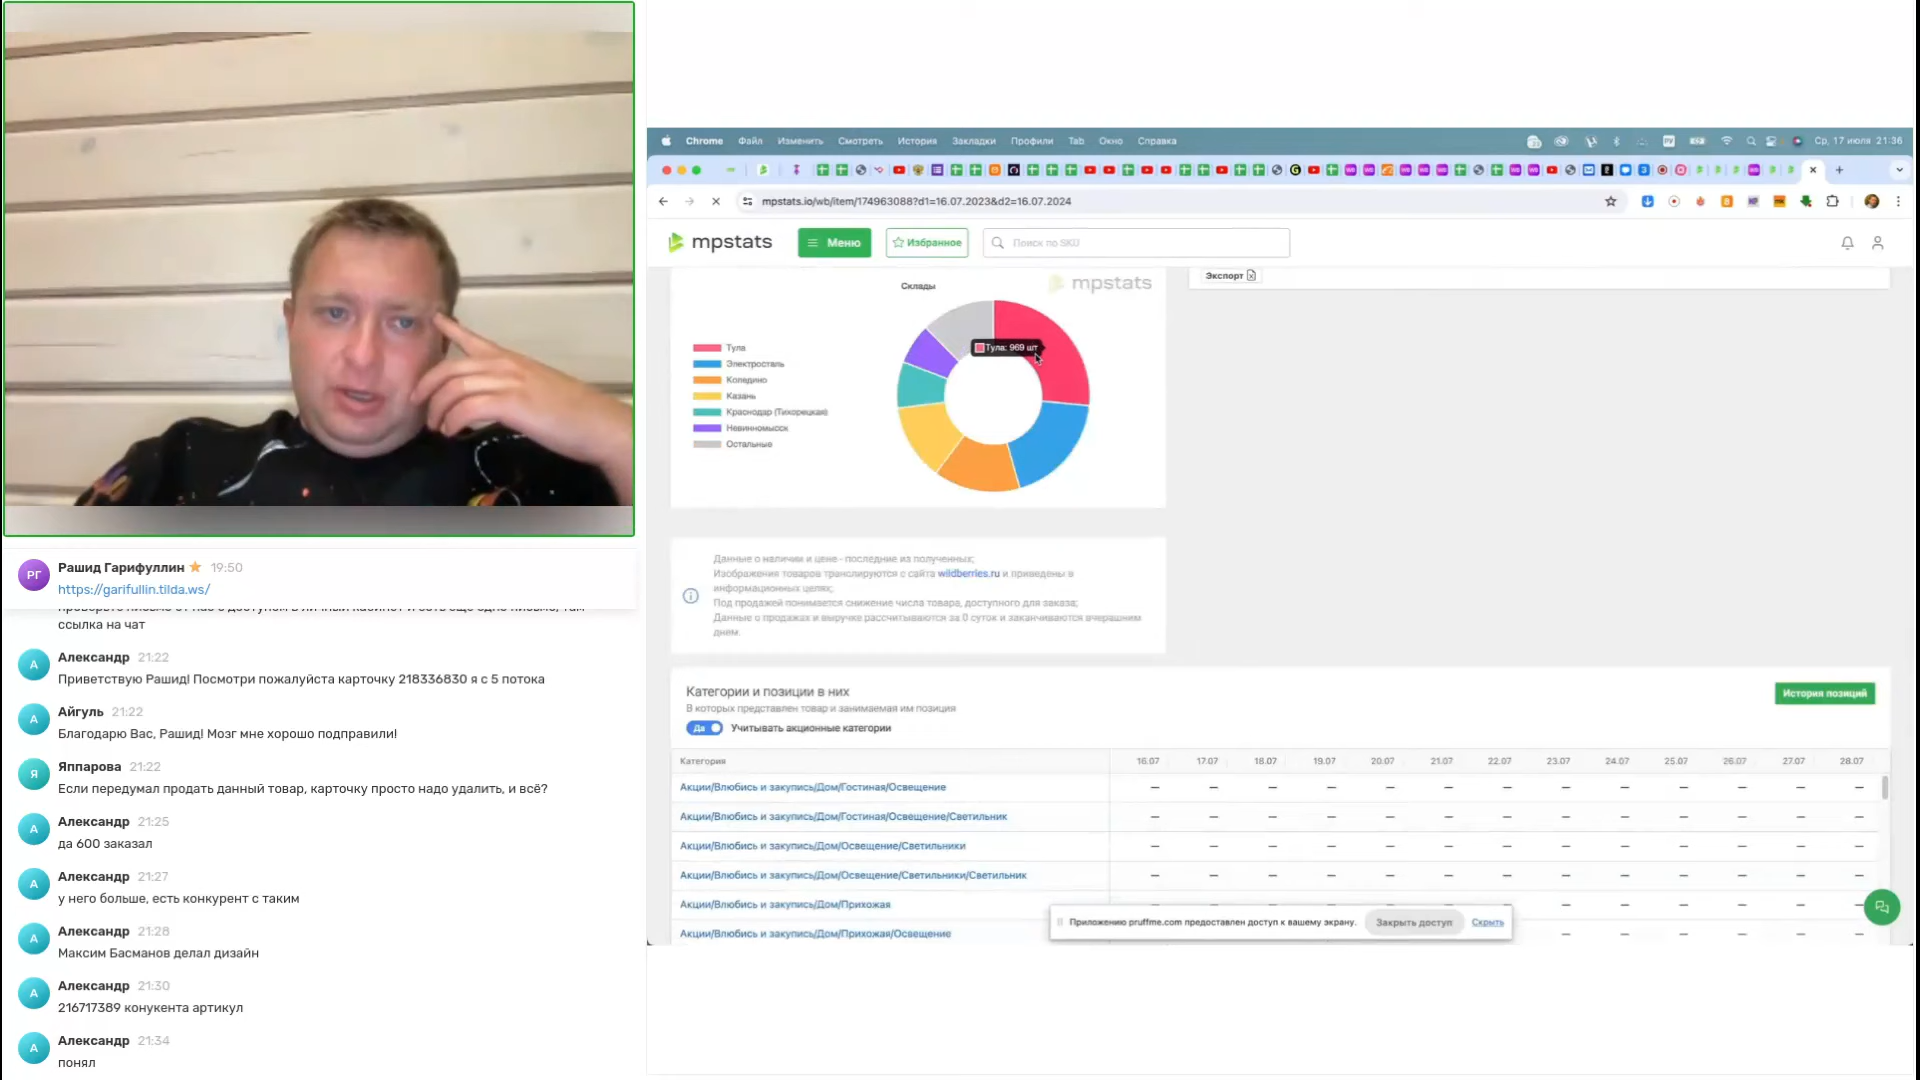 РГ
Рашид Гарифуллин 19:50
https://garifullin.tilda.ws/
ссылка на чат
А
Александр 21:22
Приветствую Рашид! Посмотри пожалуйста карточку 218336830 я с 5 потока
А
Айгуль 21:22
Благодарю Вас, Рашид! Мозг мне хорошо подправили!
Я
Яппарова 21:22
Если передумал продать данный товар, карточку просто надо удалить, и всё?
А
Александр 21:25
да 600 заказал
А
Александр 21:27
у него больше, есть конкурент с таким
А
Александр 21:28
Максим Басманов делал дизайн
А
Александр 21:30
216717389 конукента артикул
А
Александр 21:34
понял
Chrome Файл Изменить Смотреть История Закладки Профили Tab Окно Справка
Ср, 17 июля 21:36
mpstats.io/wb/item/174963088?d1=16.07.2023&d2=16.07.2024
mpstats
Меню
Избранное
Поиск по SKU
Экспорт
Склады
mpstats
Тула
Электросталь
Коледино
Казань
Краснодар (Тихорецкая)
Невинномысск
Остальные
Тула: 969 шт
Данные о наличии и цене - последние из полученных;
Изображения товаров транслируются с сайта wildberries.ru и приведены в
информационных целях;
Под продажей понимается снижение числа товара, доступного для заказа;
Данные о продажах и выручке рассчитываются за 0 суток и заканчиваются вчерашним
днем.
Категории и позиции в них
В которых представлен товар и занимаемая им позиция
Да Учитывать акционные категории
История позиций
Категория 16.07 17.07 18.07 19.07 20.07 21.07 22.07 23.07 24.07 25.07 26.07 27.07 28.07
Акции/Влюбись и закупись/Дом/Гостиная/Освещение — — — — — — — — — — — — —
Акции/Влюбись и закупись/Дом/Гостиная/Освещение/Светильник — — — — — — — — — — — — —
Акции/Влюбись и закупись/Дом/Освещение/Светильники — — — — — — — — — — — — —
Акции/Влюбись и закупись/Дом/Освещение/Светильники/Светильник — — — — — — — — — — — — —
Акции/Влюбись и закупись/Дом/Прихожая — — — — — — — — — — — — —
Акции/Влюбись и закупись/Дом/Прихожая/Освещение — — — — —
Приложению pruffme.com предоставлен доступ к вашему экрану. Закрыть доступ Скрыть